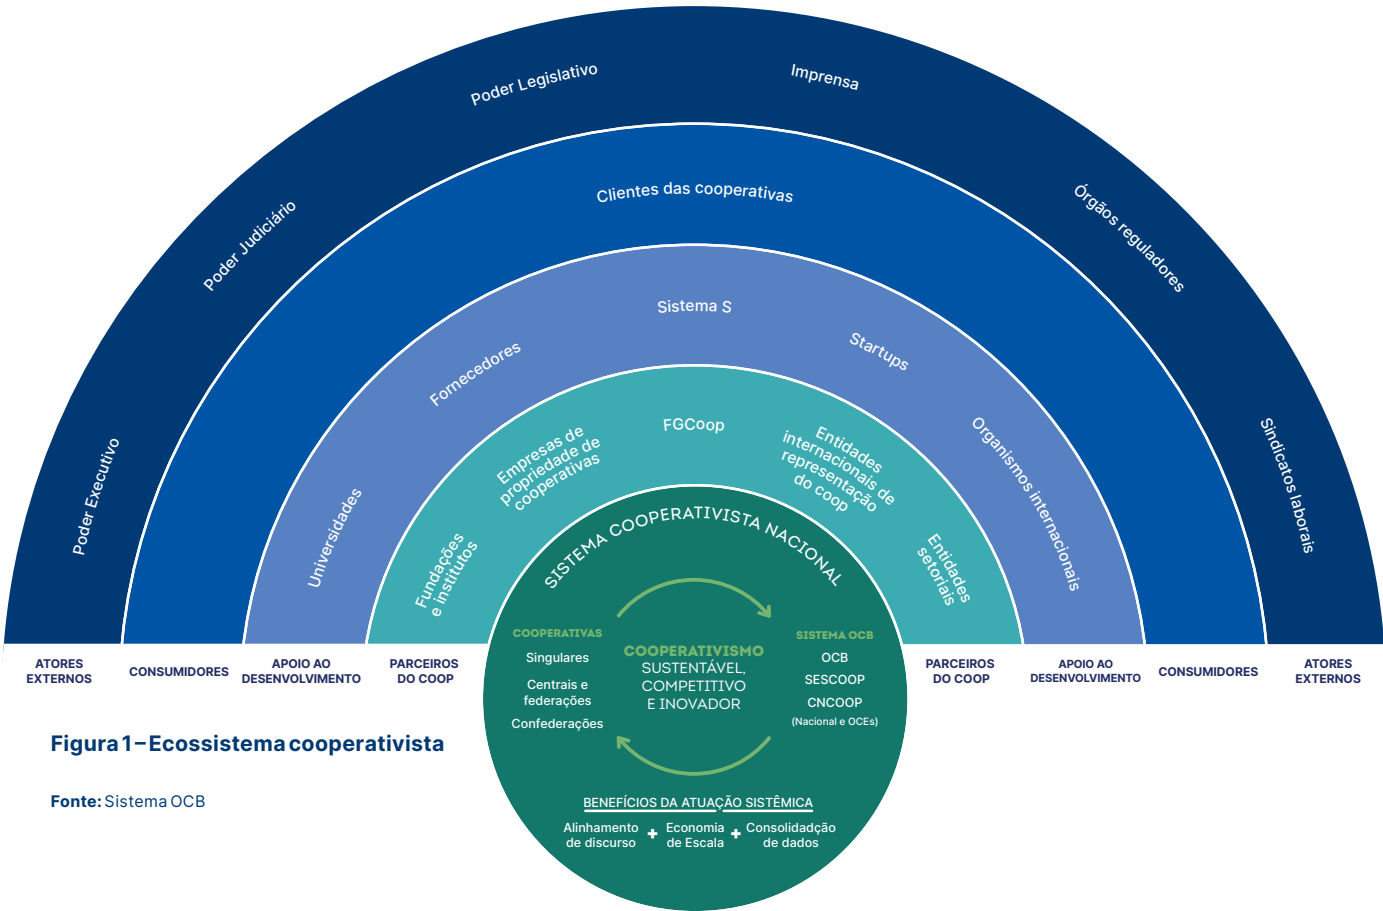 Poder Executivo
Poder Judiciário
Poder Legislativo
Imprensa
Órgãos reguladores
Sindicatos laborais
Clientes das cooperativas
Universidades
Fornecedores
Sistema S
Startups
Organismos internacionais
Fundações
e institutos
Empresas de
propriedade de
cooperativas
FGCoop
Entidades
internacionais de
representação
do coop
Entidades
setoriais
SISTEMA COOPERATIVISTA NACIONAL
COOPERATIVAS
Singulares
Centrais e
federações
Confederações
COOPERATIVISMO
SUSTENTÁVEL,
COMPETITIVO
E INOVADOR
SISTEMA OCB
OCB
SESCOOP
CNCOOP
(Nacional e OCEs)
BENEFÍCIOS DA ATUAÇÃO SISTÊMICA
Alinhamento
de discurso
+
Economia
de Escala
+
Consolidadção
de dados
ATORES
EXTERNOS
CONSUMIDORES
APOIO AO
DESENVOLVIMENTO
PARCEIROS
DO COOP
PARCEIROS
DO COOP
APOIO AO
DESENVOLVIMENTO
CONSUMIDORES
ATORES
EXTERNOS
Figura 1 – Ecossistema cooperativista
Fonte: Sistema OCB